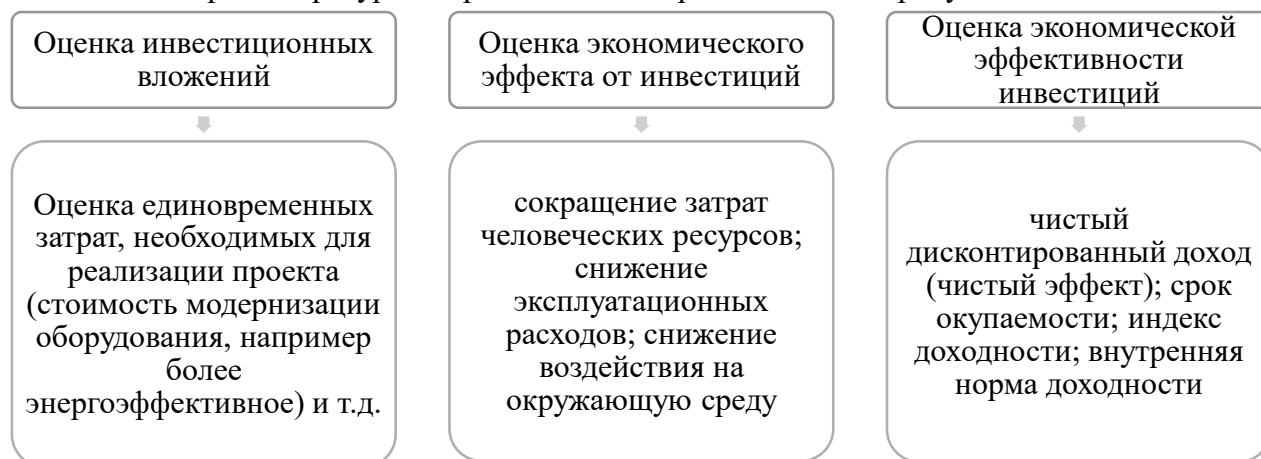 Оценка инвестиционных
вложений
Оценка единовременных
затрат, необходимых для
реализации проекта
(стоимость модернизации
оборудования, например
более
энергоэффективное) и т.д.
Оценка экономического
эффекта от инвестиций
сокращение затрат
человеческих ресурсов;
снижение
эксплуатационных
расходов; снижение
воздействия на
окружающую среду
Оценка экономической
эффективности
инвестиций
чистый
дисконтированный доход
(чистый эффект); срок
окупаемости; индекс
доходности; внутренняя
норма доходности